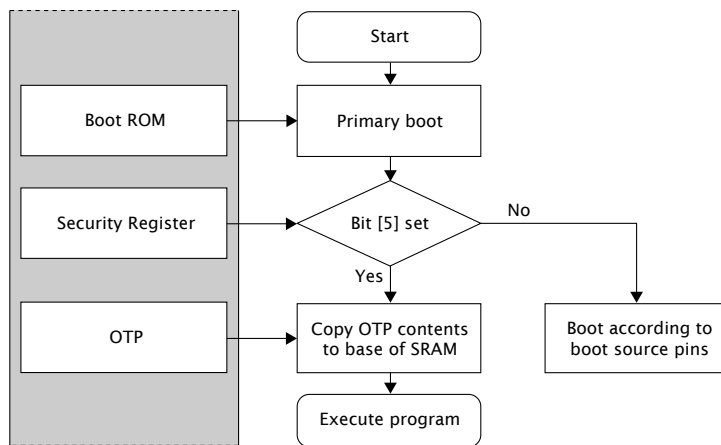 Start
Boot ROM
Primary boot
Security Register
Bit [5] set
No
Yes
OTP
Copy OTP contents
to base of SRAM
Boot according to
boot source pins
Execute program